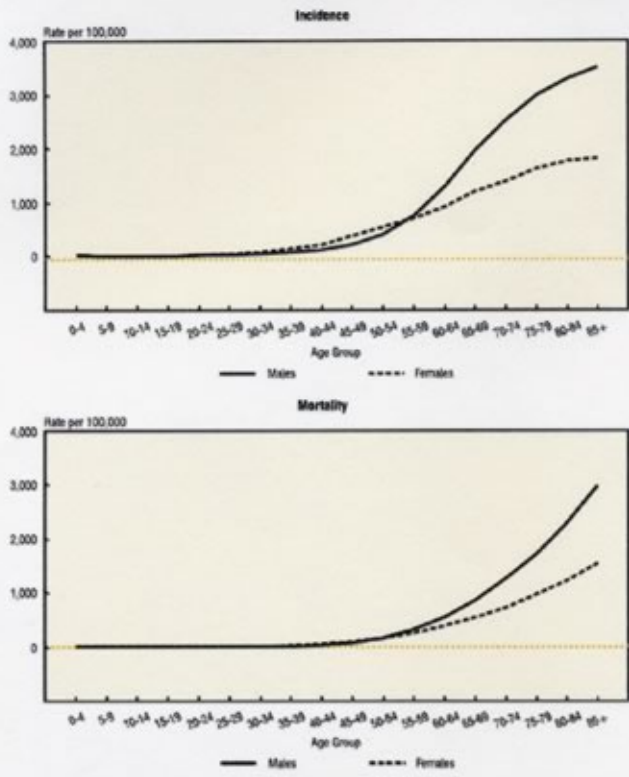 Incidence
Rate per 100,000
4,000
3,000
2,000
1,000
0
0-4 5-9 10-14 15-19 20-24 25-29 30-34 35-39 40-44 45-49 50-54 55-59 60-64 65-69 70-74 75-79 80-84 85+
Age Group
Males Females
Mortality
Rate per 100,000
4,000
3,000
2,000
1,000
0
0-4 5-9 10-14 15-19 20-24 25-29 30-34 35-39 40-44 45-49 50-54 55-59 60-64 65-69 70-74 75-79 80-84 85+
Age Group
Males Females